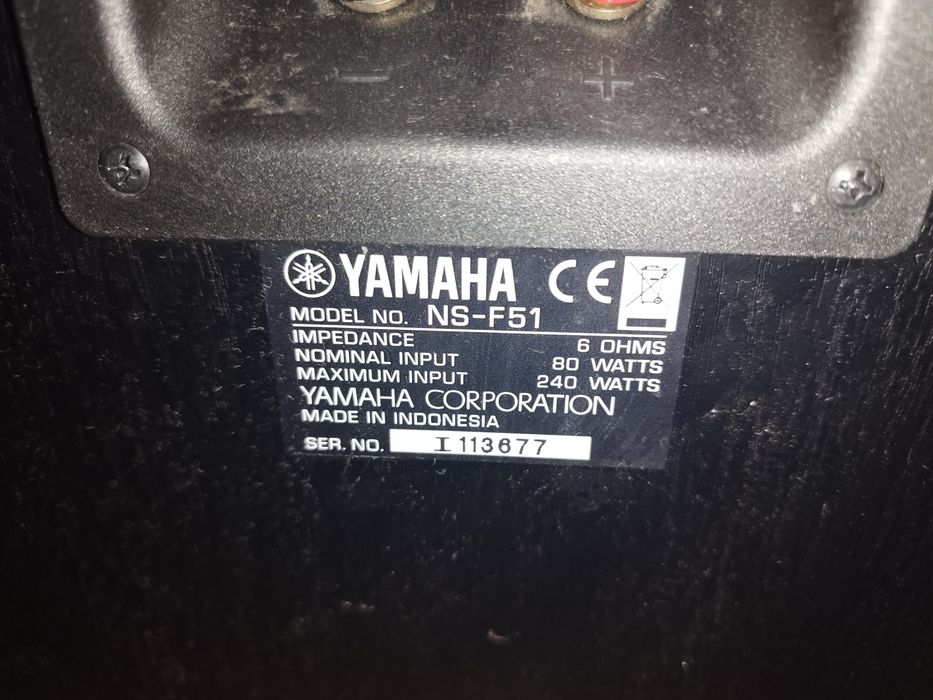 - +
YAMAHA CE
MODEL NO. NS-F51
IMPEDANCE 6 OHMS
NOMINAL INPUT 80 WATTS
MAXIMUM INPUT 240 WATTS
YAMAHA CORPORATION
MADE IN INDONESIA
SER. NO. I 113677